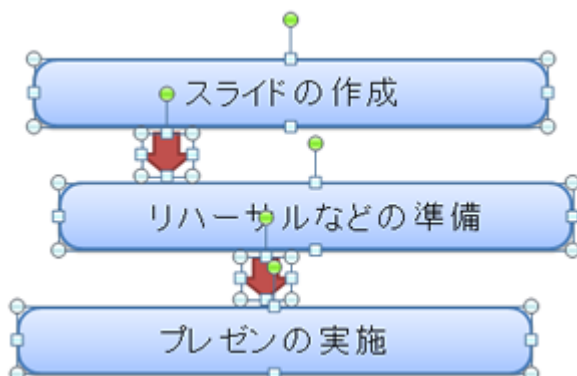 スライドの作成
リハーサルなどの準備
プレゼンの実施